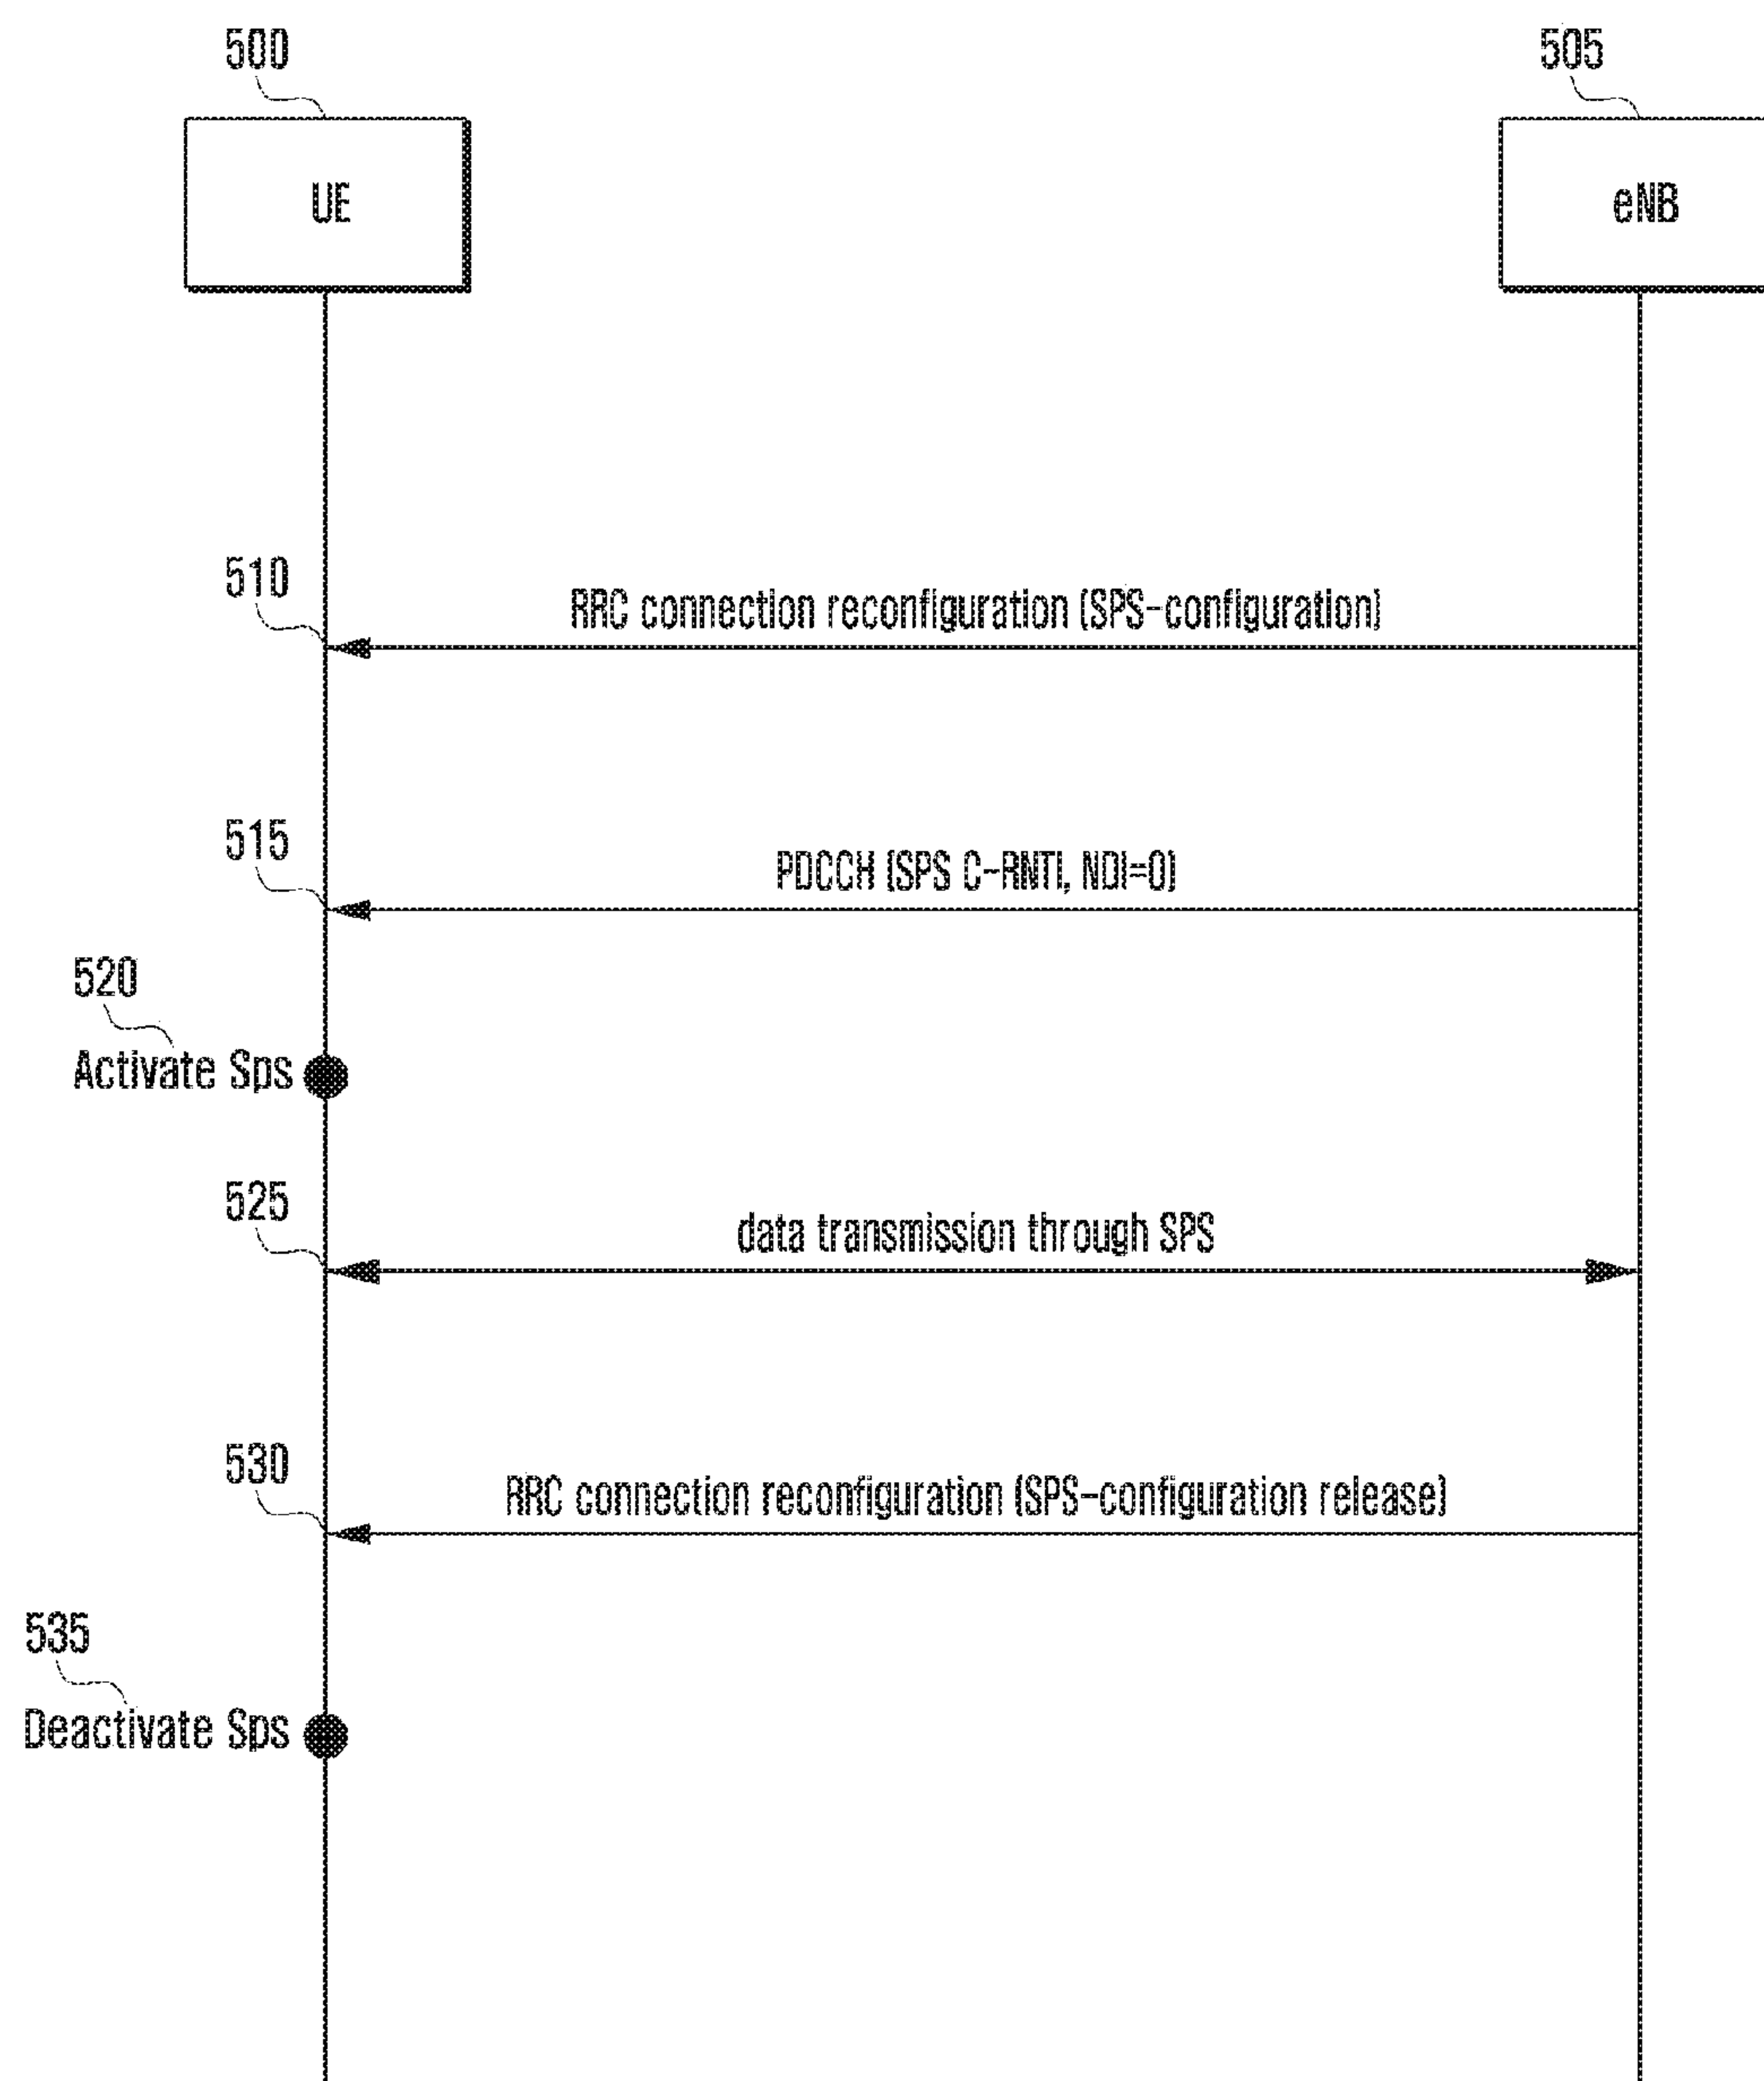 500
505
UE
eNB
510
RRC connection reconfiguration (SPS-configuration)
515
PDCCH (SPS C-RNTI, NDI=0)
520
Activate Sps
525
data transmission through SPS
530
RRC connection reconfiguration (SPS-configuration release)
535
Deactivate Sps